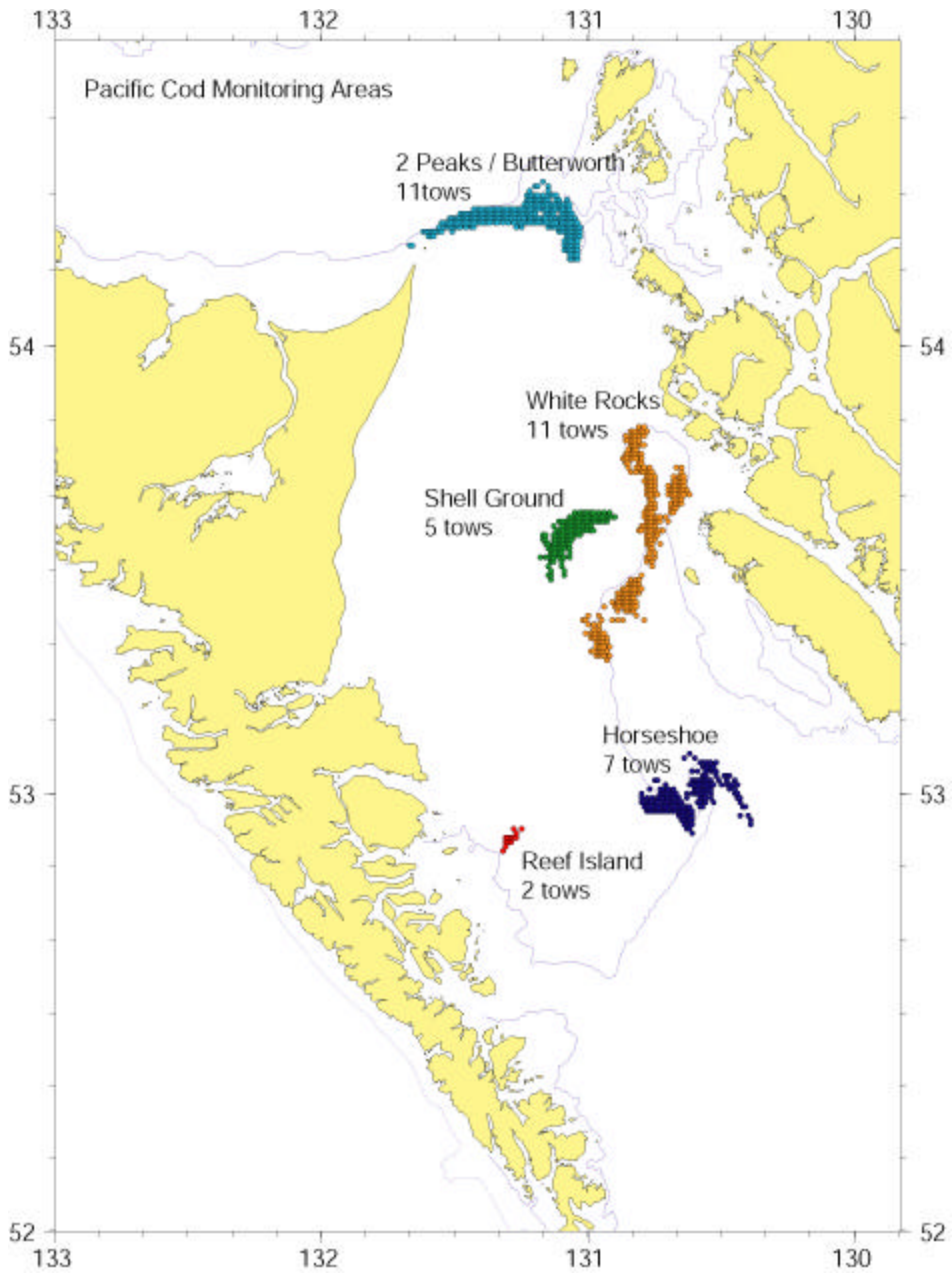 133 132 131 130
Pacific Cod Monitoring Areas
2 Peaks / Butterworth
11tows
54 54
White Rocks
11 tows
Shell Ground
5 tows
Horseshoe
7 tows
53 53
Reef Island
2 tows
52 52
133 132 131 130